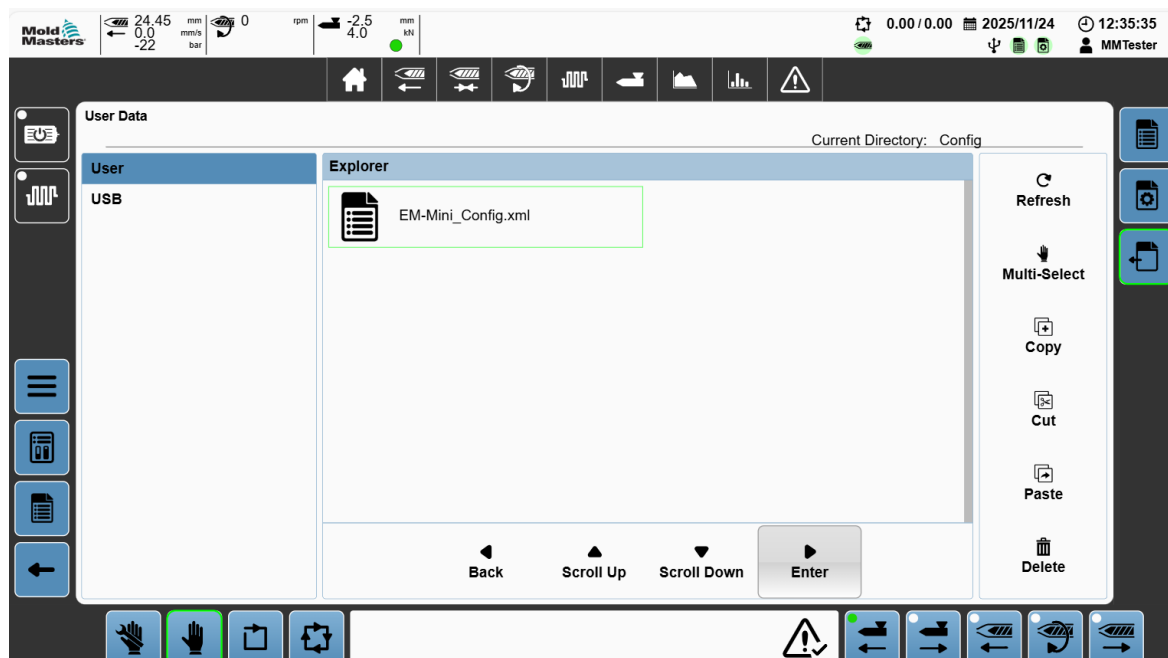 Mold
Masters
24.45 mm
0.0 mm/s
-22 bar
0 rpm
-2.5 mm
4.0 kN
0.00 / 0.00
2025/11/24
12:35:35
MMTester
User Data
Current Directory: Config
User
USB
Explorer
EM-Mini_Config.xml
Refresh
Multi-Select
Copy
Cut
Paste
Delete
Back
Scroll Up
Scroll Down
Enter